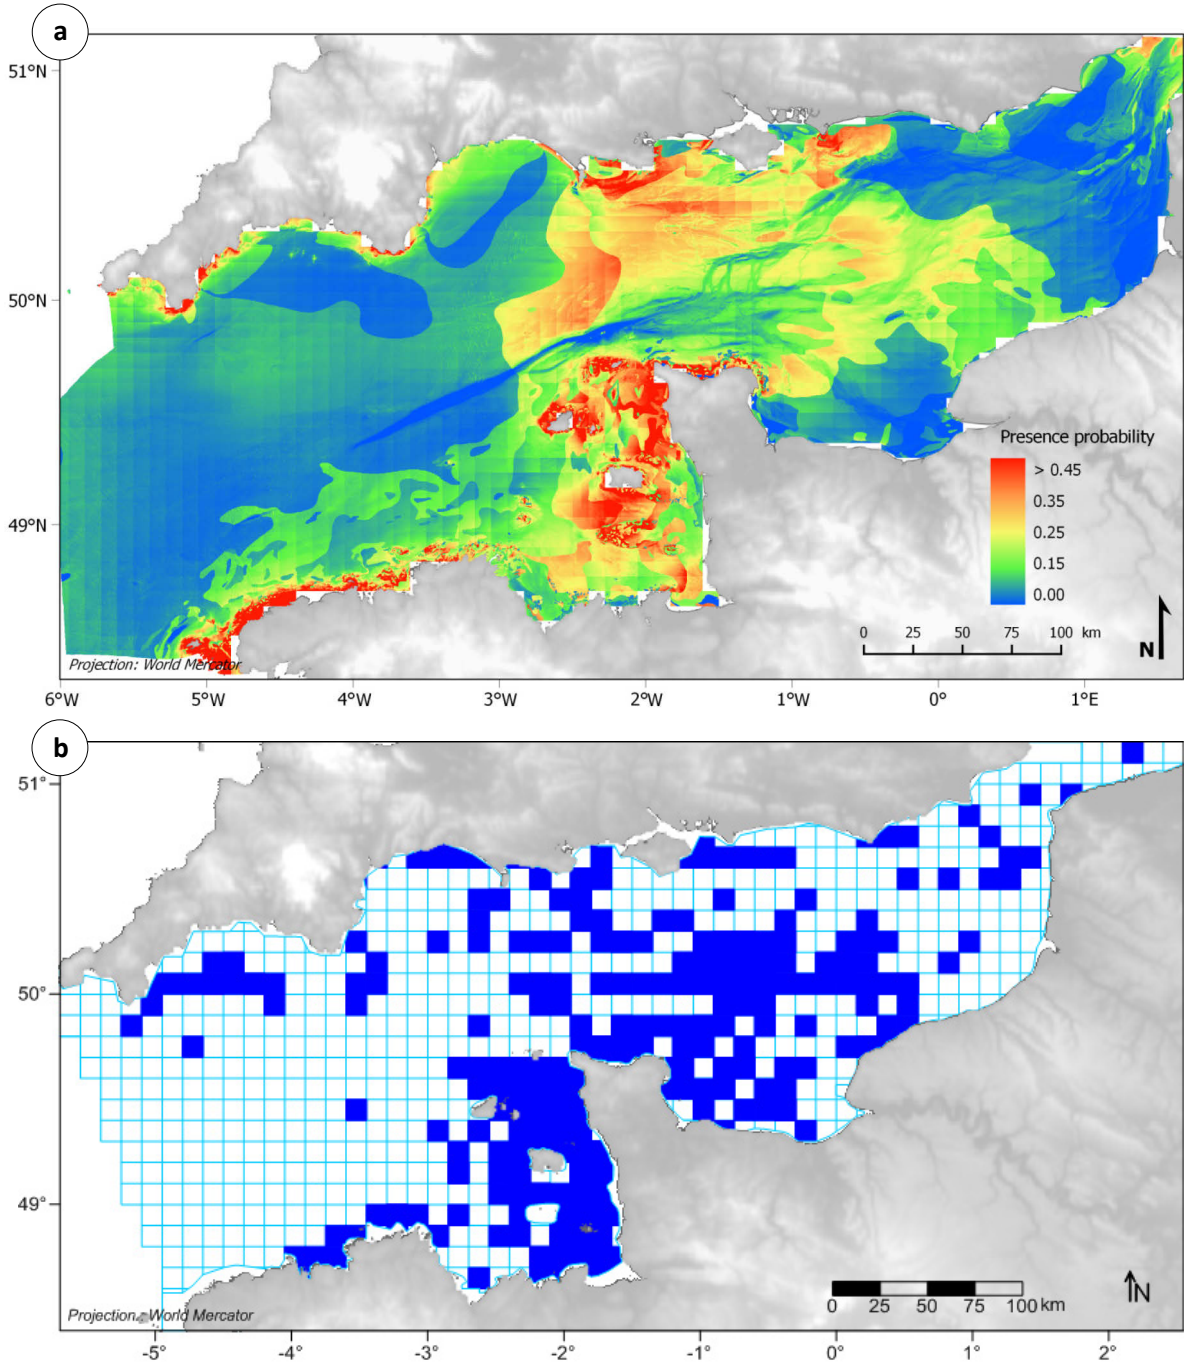 a
51°N
50°N
49°N
Presence probability
> 0.45
0.35
0.25
0.15
0.00
0 25 50 75 100 km
N
Projection: World Mercator
6°W 5°W 4°W 3°W 2°W 1°W 0° 1°E
b
51°
50°
49°
N
0 25 50 75 100 km
Projection: World Mercator
-5° -4° -3° -2° -1° 0° 1° 2°